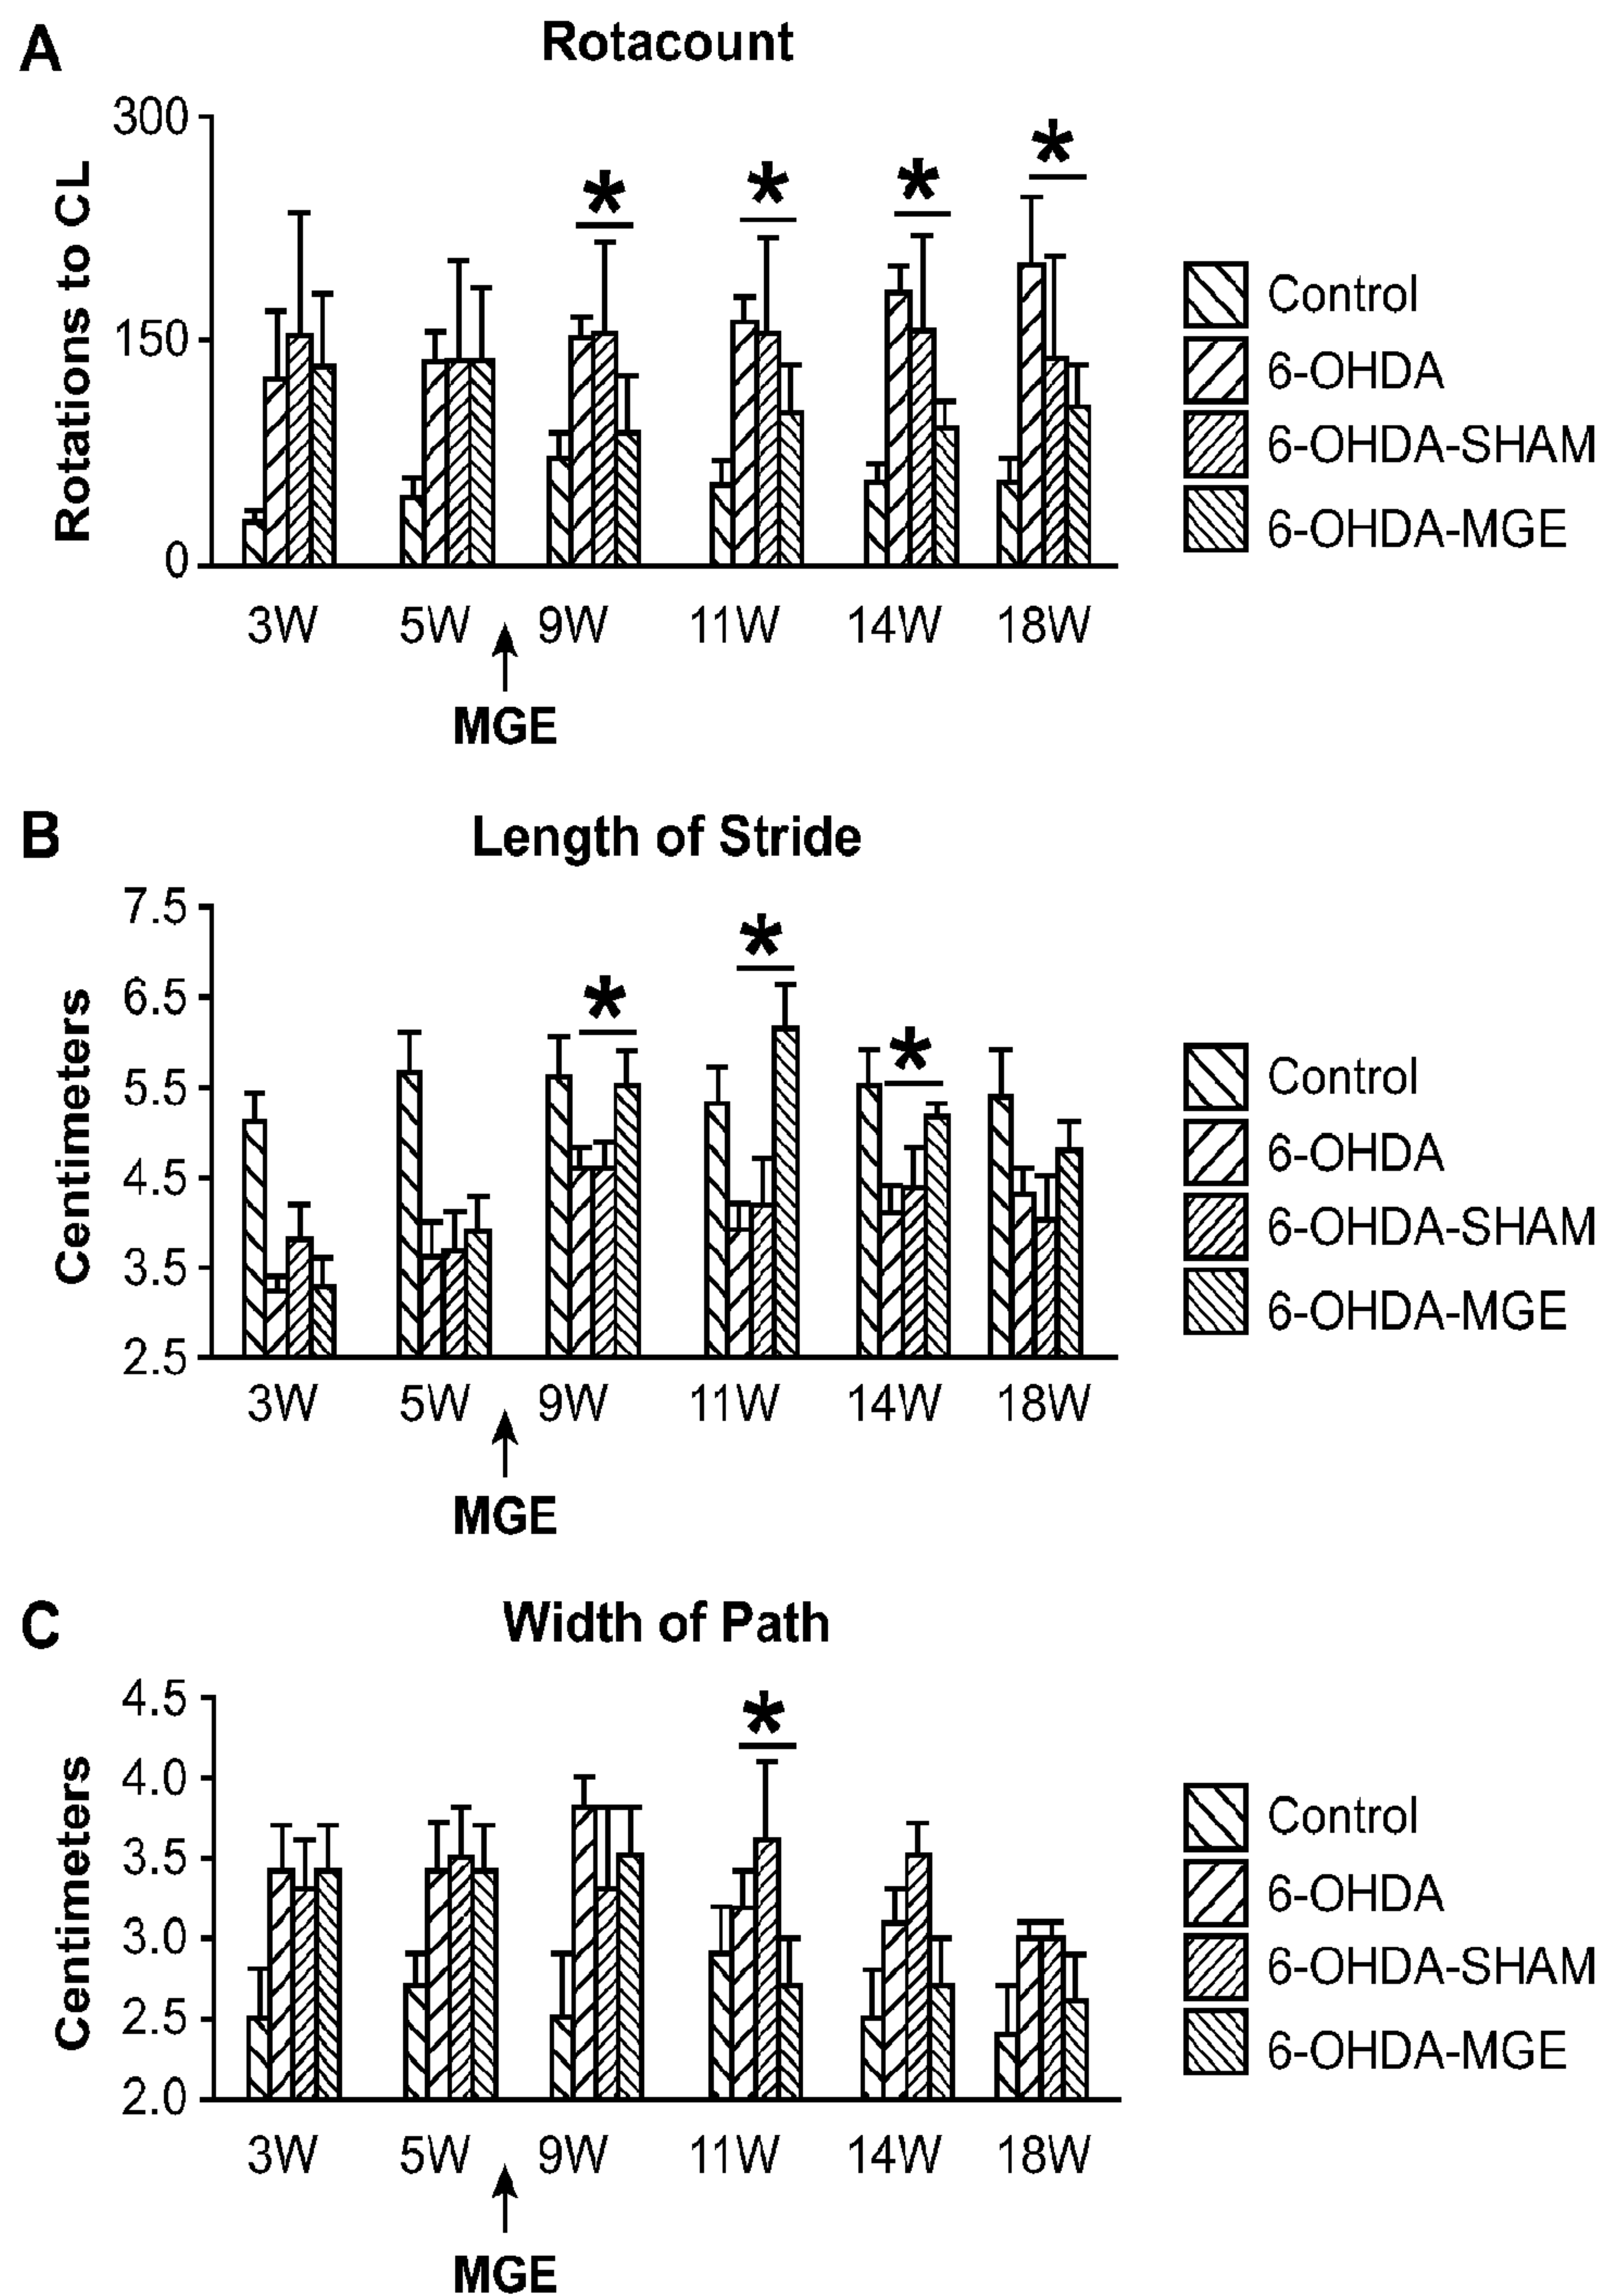 A
Rotacount
Rotations to CL
300
150
0
*
*
*
*
3W 5W 9W 11W 14W 18W
MGE
Control
6-OHDA
6-OHDA-SHAM
6-OHDA-MGE
B
Length of Stride
Centimeters
7.5
6.5
5.5
4.5
3.5
2.5
*
*
*
3W 5W 9W 11W 14W 18W
MGE
Control
6-OHDA
6-OHDA-SHAM
6-OHDA-MGE
C
Width of Path
Centimeters
4.5
4.0
3.5
3.0
2.5
2.0
*
3W 5W 9W 11W 14W 18W
MGE
Control
6-OHDA
6-OHDA-SHAM
6-OHDA-MGE